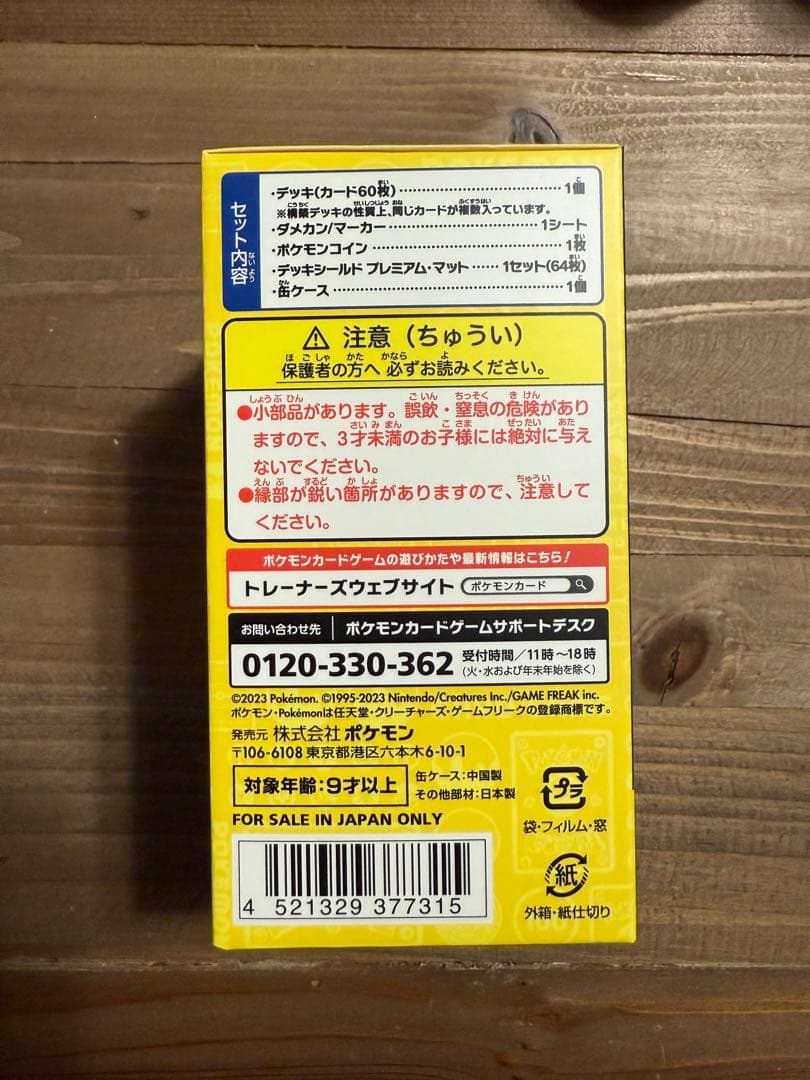 セット内容
・デッキ(カード60枚)……………………1個
※構築デッキの性質上、同じカードが複数入っています。
・ダメカン/マーカー……………………1シート
・ポケモンコイン……………………1枚
・デッキシールド プレミアム・マット……1セット(64枚)
・缶ケース……………………1個
⚠ 注意（ちゅうい）
保護者の方へ 必ずお読みください。
●小部品があります。誤飲・窒息の危険があり
ますので、3才未満のお子様には絶対に与え
ないでください。
●縁部が鋭い箇所がありますので、注意して
ください。
ポケモンカードゲームの遊びかたや最新情報はこちら!
トレーナーズウェブサイト ポケモンカード
お問い合わせ先 ポケモンカードゲームサポートデスク
0120-330-362 受付時間/11時～18時
(火・水および年末年始を除く)
©2023 Pokémon. ©1995-2023 Nintendo/Creatures Inc./GAME FREAK inc.
ポケモン・Pokémonは任天堂・クリーチャーズ・ゲームフリークの登録商標です。
発売元 株式会社 ポケモン
〒106-6108 東京都港区六本木6-10-1
対象年齢:9才以上
缶ケース:中国製
その他部材:日本製
FOR SALE IN JAPAN ONLY
プラ
袋・フィルム・窓
紙
外箱・紙仕切り
4 521329 377315